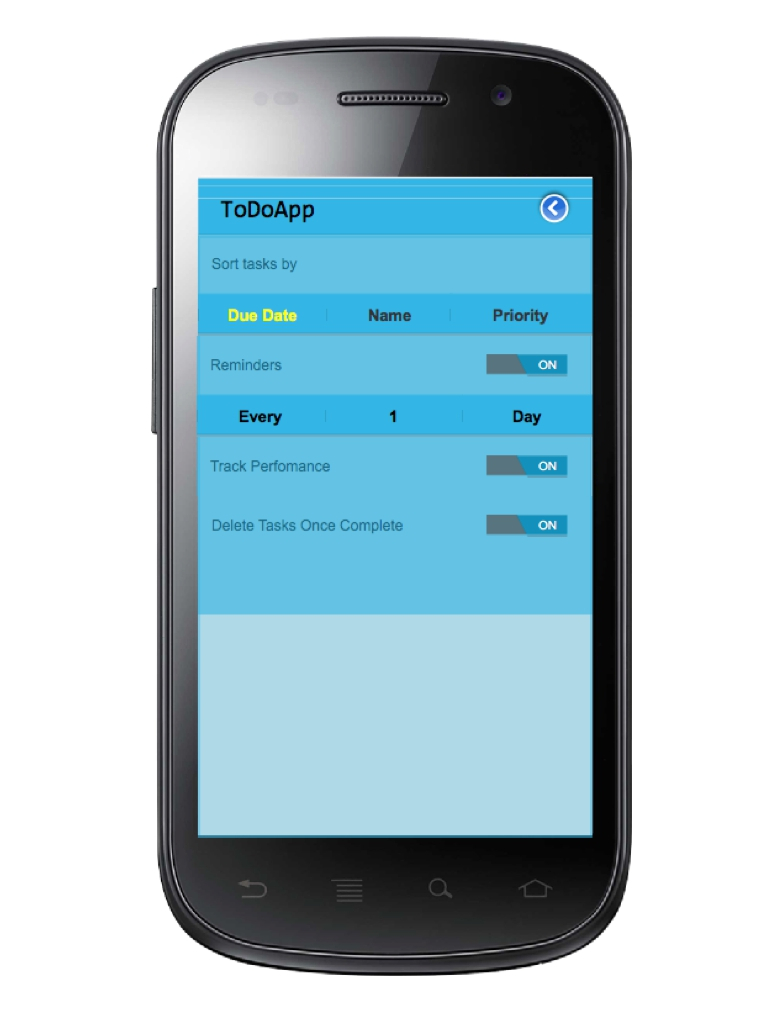 ToDoApp
Sort tasks by
Due Date Name Priority
Reminders ON
Every 1 Day
Track Perfomance ON
Delete Tasks Once Complete ON